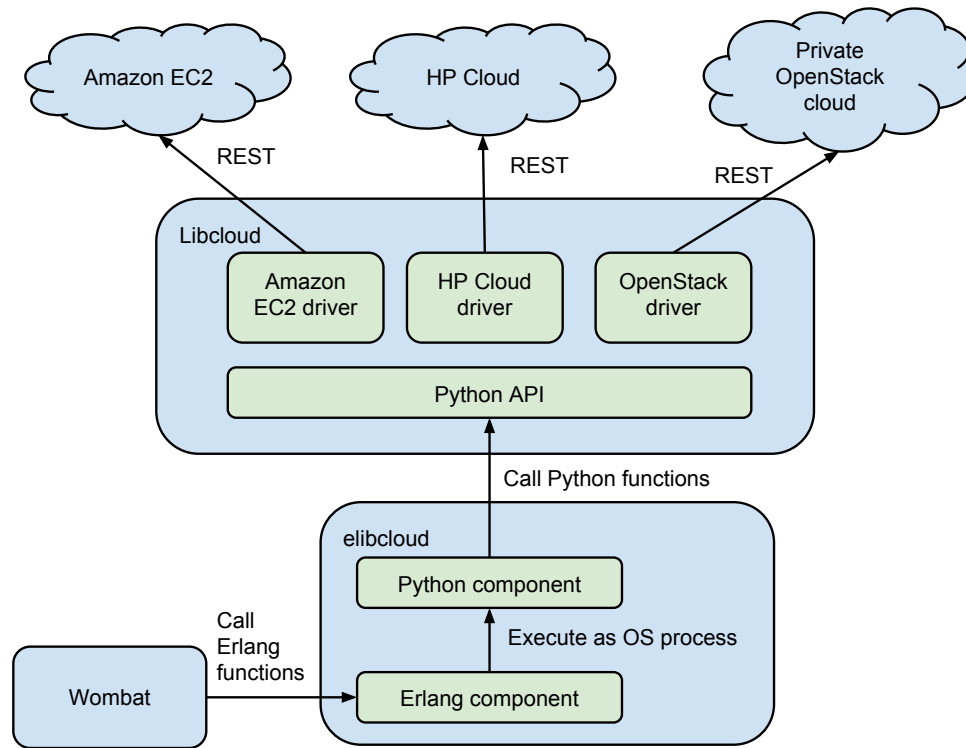 Amazon EC2
HP Cloud
Private
OpenStack
cloud
REST
REST
REST
Libcloud
Amazon
EC2 driver
HP Cloud
driver
OpenStack
driver
Python API
Call Python functions
elibcloud
Python component
Call
Erlang
functions
Execute as OS process
Wombat
Erlang component